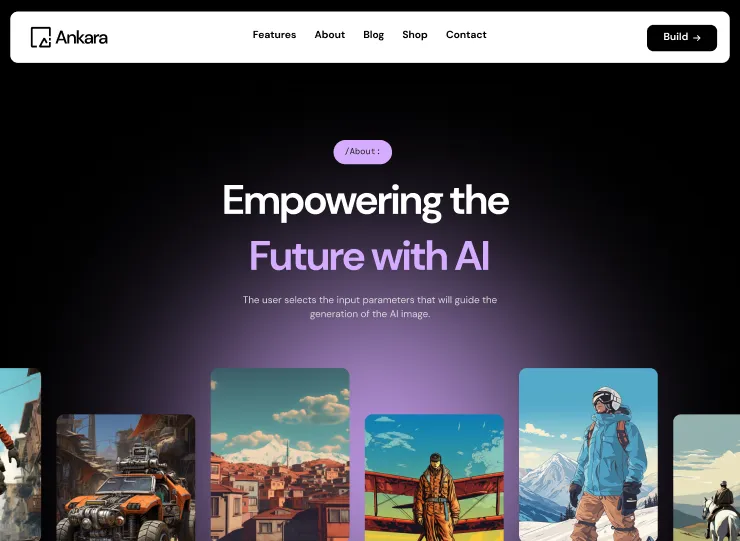 Ankara
Features
About
Blog
Shop
Contact
Build →
/About:
Empowering the
Future with AI
The user selects the input parameters that will guide the
generation of the AI image.